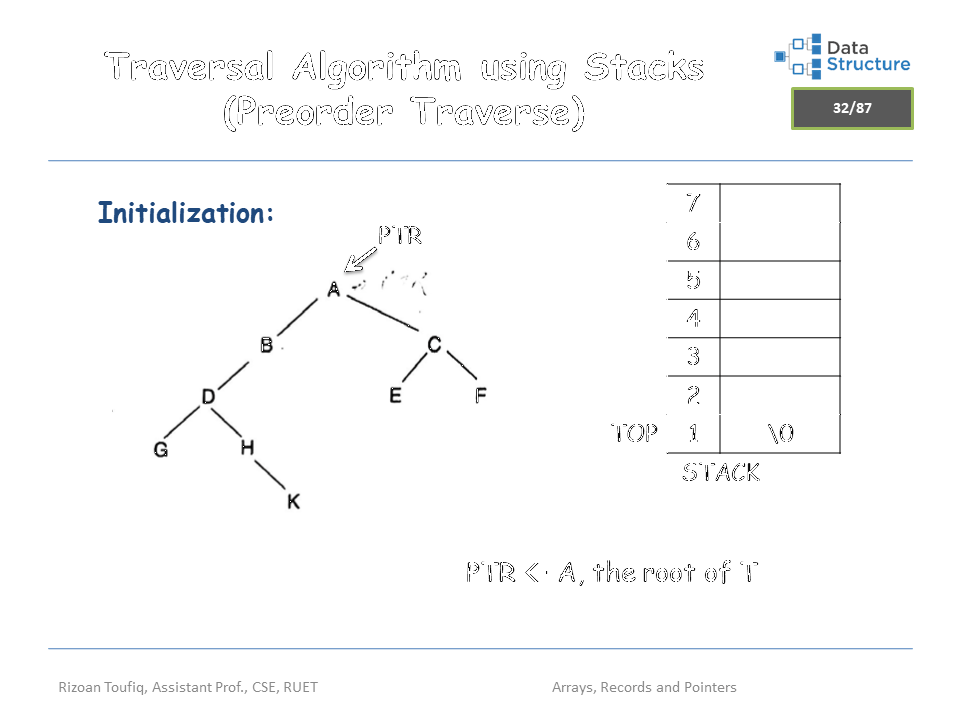 Traversal Algorithm using Stacks
(Preorder Traverse)
Data
Structure
32/87
Initialization:
PTR
A
B
C
D
E
F
G
H
K
7
6
5
4
3
2
TOP 1 \0
STACK
PTR <- A, the root of T
Rizoan Toufiq, Assistant Prof., CSE, RUET
Arrays, Records and Pointers